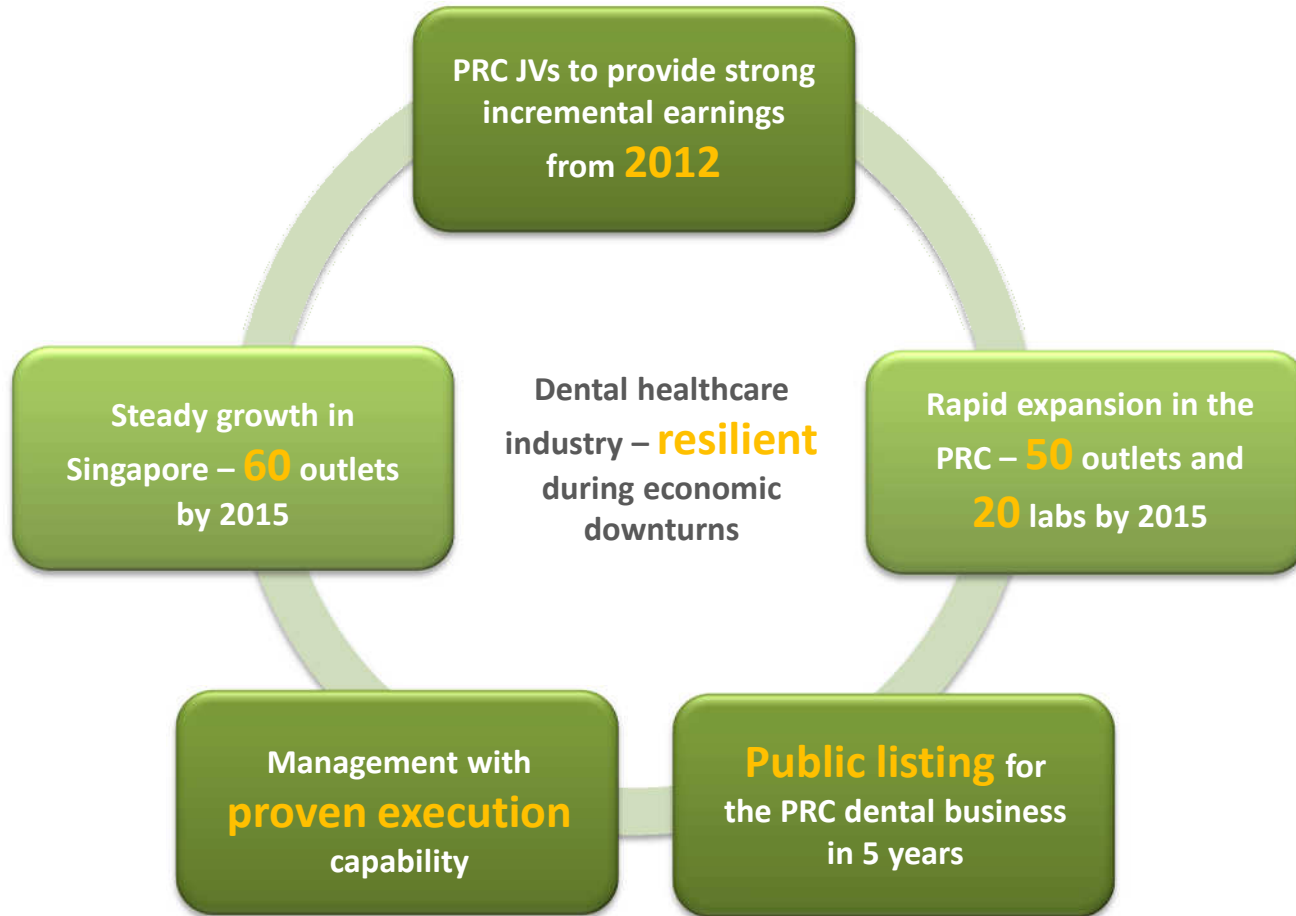 PRC JVs to provide strong
incremental earnings
from 2012
Rapid expansion in the
PRC – 50 outlets and
20 labs by 2015
Public listing for
the PRC dental business
in 5 years
Management with
proven execution
capability
Steady growth in
Singapore – 60 outlets
by 2015
Dental healthcare
industry – resilient
during economic
downturns